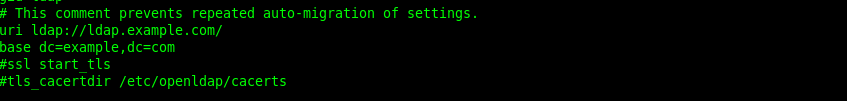 # This comment prevents repeated auto-migration of settings.
uri ldap://ldap.example.com/
base dc=example,dc=com
#ssl start_tls
#tls_cacertdir /etc/openldap/cacerts